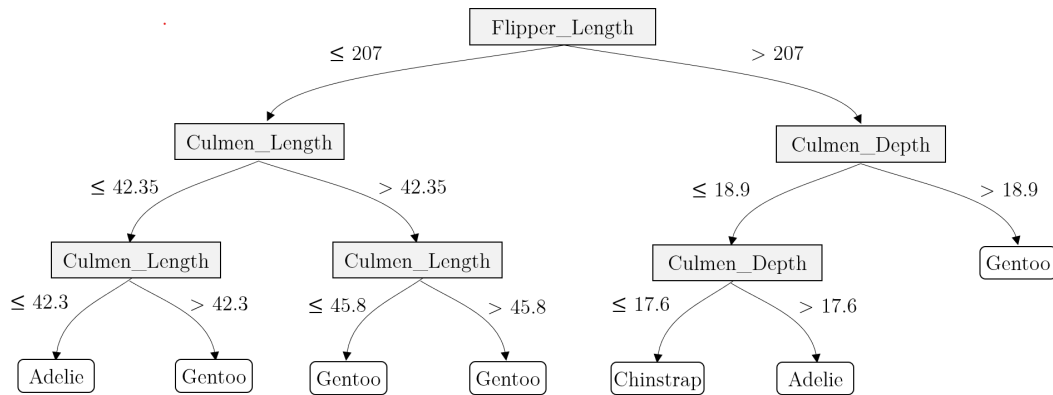 Flipper_Length
≤ 207
> 207
Culmen_Length
Culmen_Depth
≤ 42.35
> 42.35
≤ 18.9
> 18.9
Culmen_Length
Culmen_Length
Culmen_Depth
Gentoo
≤ 42.3
> 42.3
≤ 45.8
> 45.8
≤ 17.6
> 17.6
Adelie
Gentoo
Gentoo
Gentoo
Chinstrap
Adelie